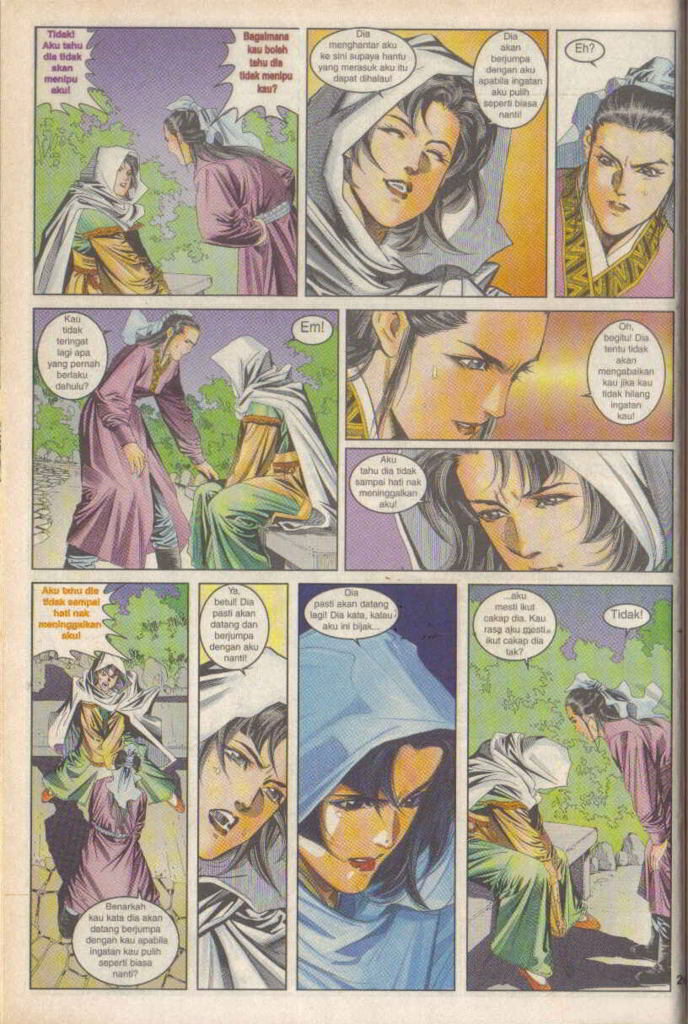 Tidak!
Aku tahu
dia tidak
akan
menipu
aku!
Bagaimana
kau boleh
tahu dia
tidak menipu
kau?
Dia
menghantar aku
ke sini supaya hantu
yang merasuk aku itu
dapat dihalau!
Dia
akan
berjumpa
dengan aku
apabila ingatan
aku pulih
seperti biasa
nanti!
Eh?
Kau
tidak
teringat
lagi apa
yang pernah
berlaku
dahulu?
Em!
Oh,
begitu! Dia
tentu tidak
akan
mengabaikan
kau jika kau
tidak hilang
ingatan
kau!
Aku
tahu dia tidak
sampai hati nak
meninggalkan
aku!
Aku tahu dia
tidak sampai
hati nak
meninggalkan
aku!
Benarkah
kau kata dia akan
datang berjumpa
dengan kau apabila
ingatan kau pulih
seperti biasa
nanti?
Ya,
betul! Dia
pasti akan
datang dan
berjumpa
dengan aku
nanti!
Dia
pasti akan datang
lagi! Dia kata, kalau
aku ini bijak...
...aku
mesti ikut
cakap dia. Kau
rasa aku mesti
ikut cakap dia
tak?
Tidak!